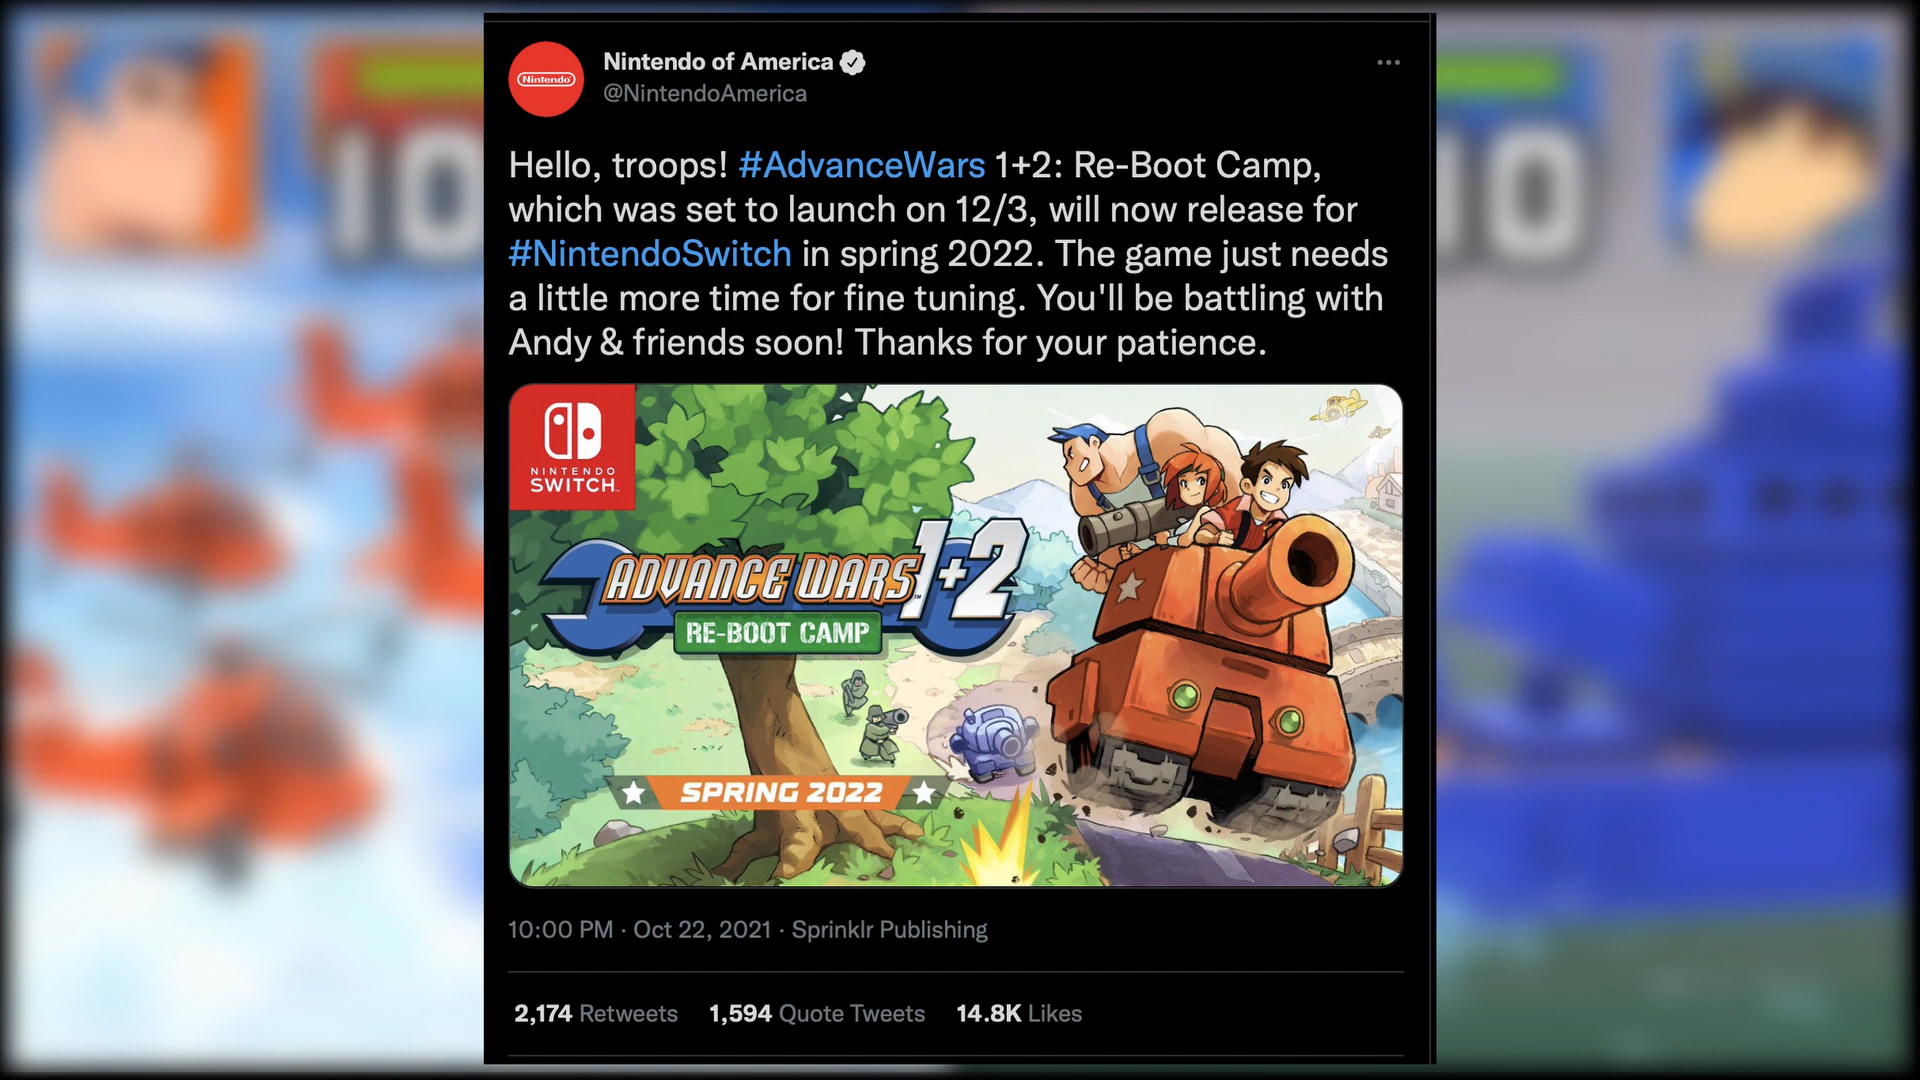 Nintendo
Nintendo of America
@NintendoAmerica
Hello, troops! #AdvanceWars 1+2: Re-Boot Camp,
which was set to launch on 12/3, will now release for
#NintendoSwitch in spring 2022. The game just needs
a little more time for fine tuning. You'll be battling with
Andy & friends soon! Thanks for your patience.
NINTENDO
SWITCH
ADVANCE WARS 1+2
RE-BOOT CAMP
SPRING 2022
10:00 PM · Oct 22, 2021 · Sprinklr Publishing
2,174 Retweets 1,594 Quote Tweets 14.8K Likes
10
10